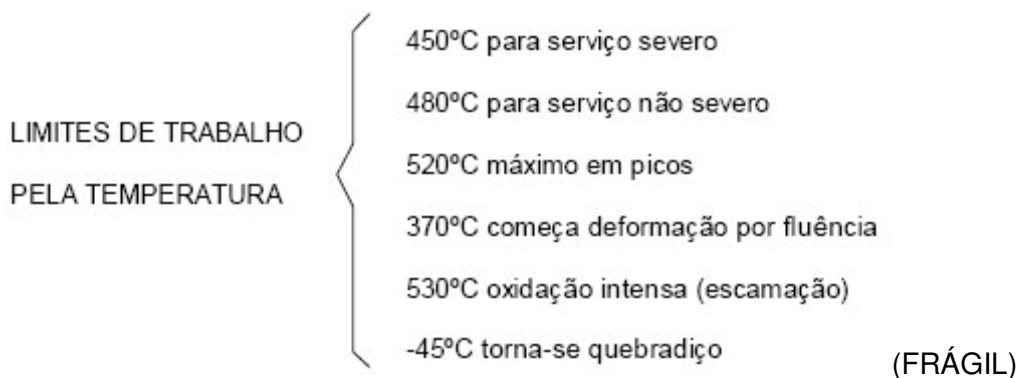 LIMITES DE TRABALHO
PELA TEMPERATURA
450ºC para serviço severo
480ºC para serviço não severo
520ºC máximo em picos
370ºC começa deformação por fluência
530ºC oxidação intensa (escamação)
-45ºC torna-se quebradiço (FRÁGIL)